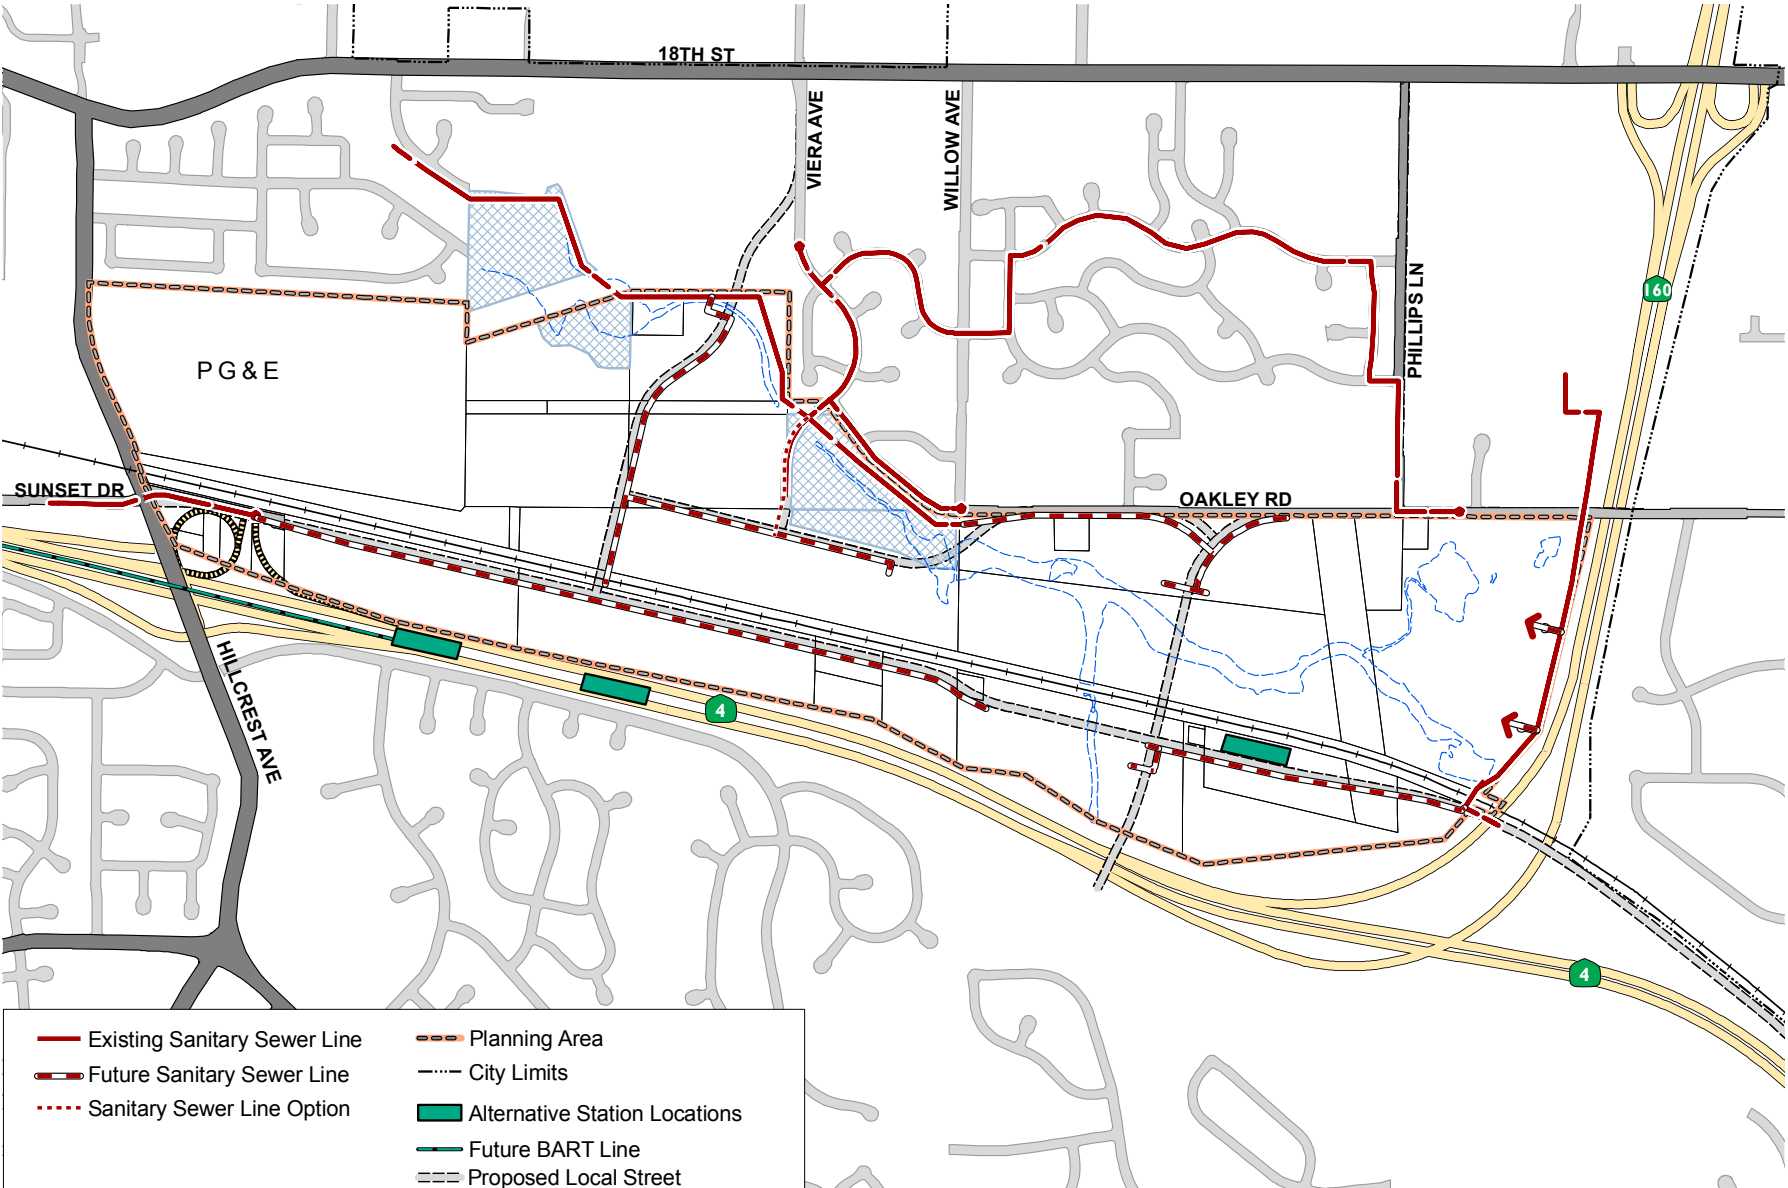 18TH ST
VIERA AVE
WILLOW AVE
PHILLIPS LN
160
PG&E
SUNSET DR
OAKLEY RD
HILLCREST AVE
4
4
Existing Sanitary Sewer Line
Future Sanitary Sewer Line
Sanitary Sewer Line Option
Planning Area
City Limits
Alternative Station Locations
Future BART Line
Proposed Local Street